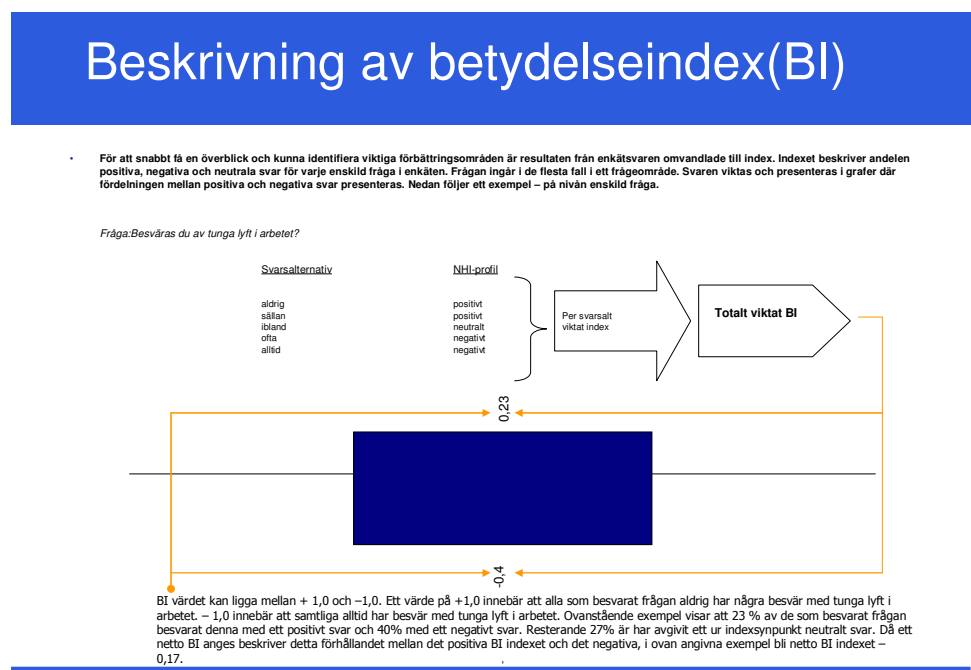 Beskrivning av betydelseindex(BI)
• För att snabbt få en överblick och kunna identifiera viktiga förbättringsområden är resultaten från enkätsvaren omvandlade till index. Indexet beskriver andelen
positiva, negativa och neutrala svar för varje enskild fråga i enkäten. Frågan ingår i de flesta fall i ett frågeområde. Svaren viktas och presenteras i grafer där
fördelningen mellan positiva och negativa svar presenteras. Nedan följer ett exempel – på nivån enskild fråga.
Fråga:Besväras du av tunga lyft i arbetet?
Svarsalternativ NHI-profil
aldrig positivt
sällan positivt
ibland neutralt
ofta negativt
alltid negativt
Per svarsalt
viktat index
Totalt viktat BI
0,23
-0,4
BI värdet kan ligga mellan + 1,0 och –1,0. Ett värde på +1,0 innebär att alla som besvarat frågan aldrig har några besvär med tunga lyft i
arbetet. – 1,0 innebär att samtliga alltid har besvär med tunga lyft i arbetet. Ovanstående exempel visar att 23 % av de som besvarat frågan
besvarat denna med ett positivt svar och 40% med ett negativt svar. Resterande 27% är har avgivit ett ur indexsynpunkt neutralt svar. Då ett
netto BI anges beskriver detta förhållandet mellan det positiva BI indexet och det negativa, i ovan angivna exempel bli netto BI indexet –
0,17.